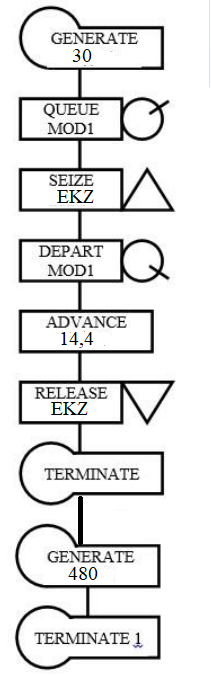 GENERATE
30
QUEUE
MOD1
SEIZE
EKZ
DEPART
MOD1
ADVANCE
14,4
RELEASE
EKZ
TERMINATE
GENERATE
480
TERMINATE 1